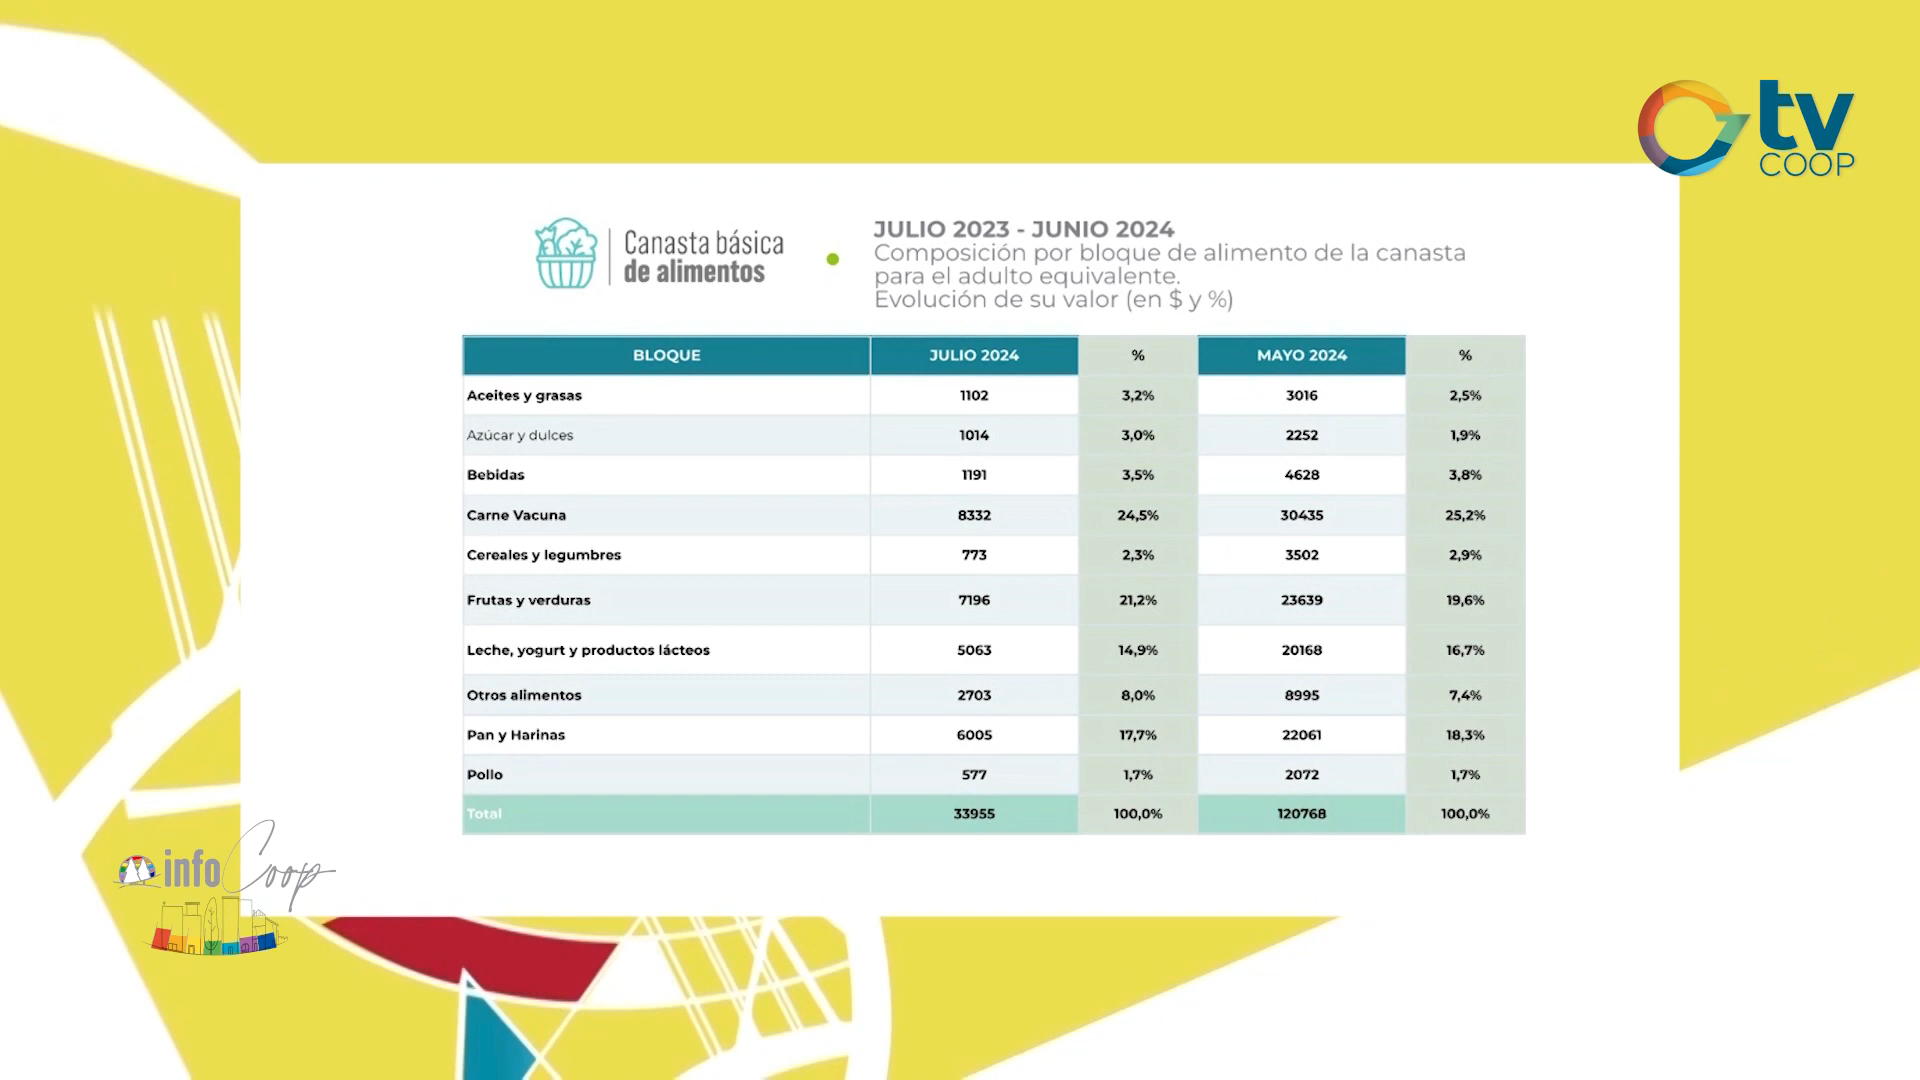 tv
COOP
Canasta básica
de alimentos
JULIO 2023 - JUNIO 2024
Composición por bloque de alimento de la canasta
para el adulto equivalente.
Evolución de su valor (en $ y %)
BLOQUE JULIO 2024 % MAYO 2024 %
Aceites y grasas 1102 3,2% 3016 2,5%
Azúcar y dulces 1014 3,0% 2252 1,9%
Bebidas 1191 3,5% 4628 3,8%
Carne Vacuna 8332 24,5% 30435 25,2%
Cereales y legumbres 773 2,3% 3502 2,9%
Frutas y verduras 7196 21,2% 23639 19,6%
Leche, yogurt y productos lácteos 5063 14,9% 20168 16,7%
Otros alimentos 2703 8,0% 8995 7,4%
Pan y Harinas 6005 17,7% 22061 18,3%
Pollo 577 1,7% 2072 1,7%
Total 33955 100,0% 120768 100,0%
info Coop